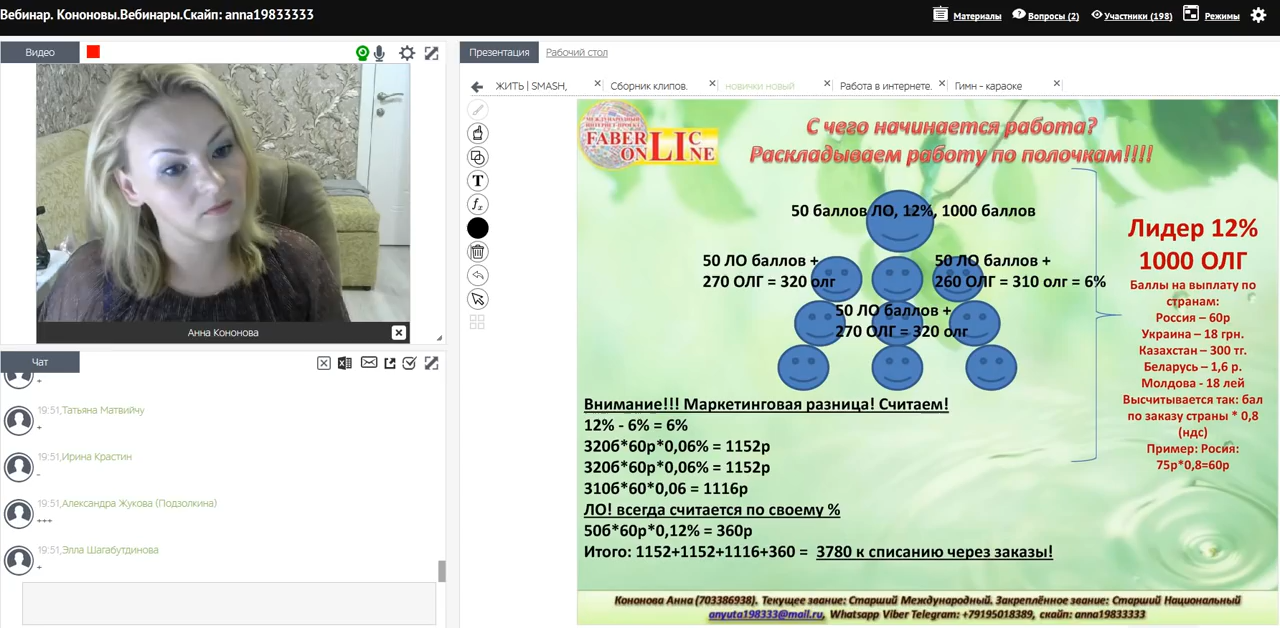 Вебинар. Кононовы.Вебинары.Скайп: anna19833333
Материалы
Вопросы (2)
Участники (198)
Режимы
Видео
Анна Кононова
Чат
+
19:51,Татьяна Матвийчу
+
19:51,Ирина Крастин
-
19:51,Александра Жукова (Подзолкина)
+++
19:51,Элла Шагабутдинова
+
Презентация
Рабочий стол
ЖИТЬ | SMASH,
Сборник клипов.
новички новый
Работа в интернете.
Гимн - караоке
МЕЖДУНАРОДНЫЙ
ИНТЕРНЕТ-ПРОЕКТ
FABERLIC
ONLINE
С чего начинается работа?
Раскладываем работу по полочкам!!!!
50 баллов ЛО, 12%, 1000 баллов
50 ЛО баллов +
270 ОЛГ = 320 олг
50 ЛО баллов +
260 ОЛГ = 310 олг = 6%
50 ЛО баллов +
270 ОЛГ = 320 олг
Внимание!!! Маркетинговая разница! Считаем!
12% - 6% = 6%
320б*60р*0,06% = 1152р
320б*60р*0,06% = 1152р
310б*60*0,06 = 1116р
ЛО! всегда считается по своему %
50б*60р*0,12% = 360р
Итого: 1152+1152+1116+360 = 3780 к списанию через заказы!
Лидер 12%
1000 ОЛГ
Баллы на выплату по
странам:
Россия – 60р
Украина – 18 грн.
Казахстан – 300 тг.
Беларусь – 1,6 р.
Молдова - 18 лей
Высчитывается так: бал
по заказу страны * 0,8
(ндс)
Пример: Росия:
75р*0,8=60р
Кононова Анна (703386938). Текущее звание: Старший Международный. Закреплённое звание: Старший Национальный
anyuta198333@mail.ru, Whatsapp Viber Telegram: +79195018389, скайп: anna19833333